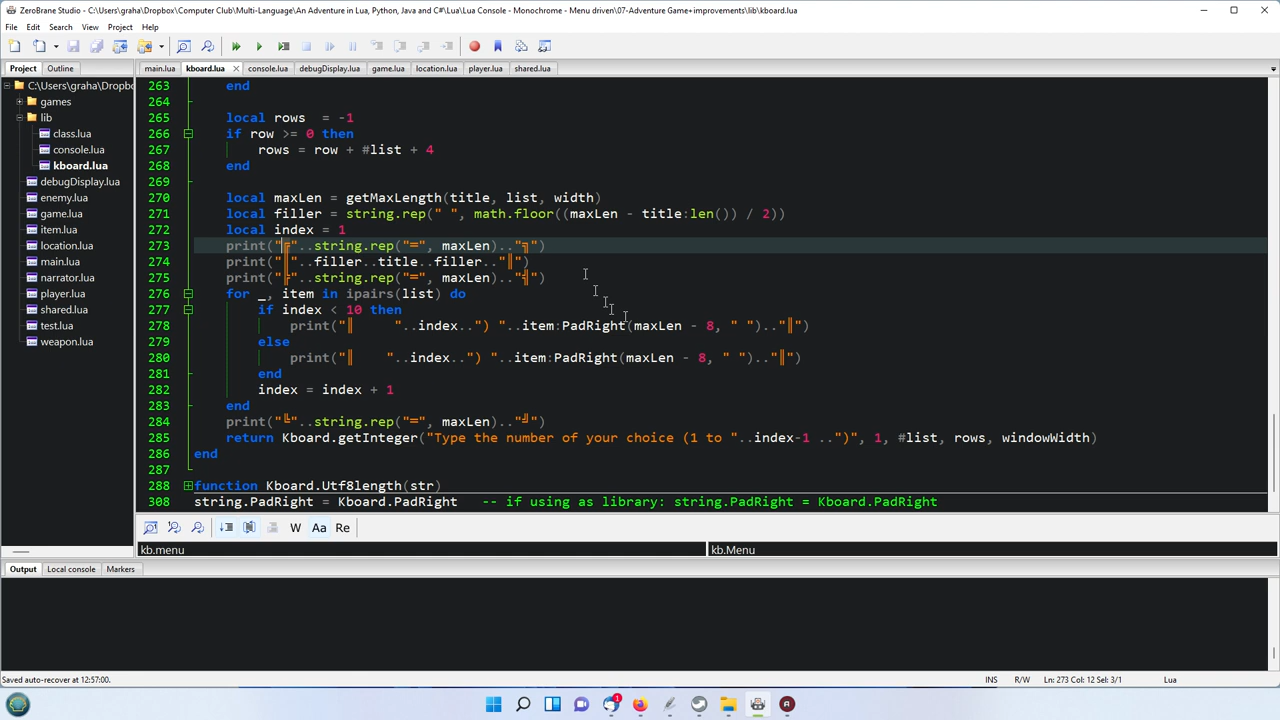 ZeroBrane Studio - C:\Users\graha\Dropbox\Computer Club\Multi-Language\An Adventure in Lua, Python, Java and C#\Lua\Lua Console - Monochrome - Menu driven\07-Adventure Game+improvements\lib\kboard.lua
File Edit Search View Project Help
Project Outline
main.lua kboard.lua console.lua debugDisplay.lua game.lua location.lua player.lua shared.lua
C:\Users\graha\Dropbo
games
lib
class.lua
console.lua
kboard.lua
debugDisplay.lua
enemy.lua
game.lua
item.lua
location.lua
main.lua
narrator.lua
player.lua
shared.lua
test.lua
weapon.lua
263 end
264
265 local rows  = -1
266 if row >= 0 then
267 rows = row + #list + 4
268 end
269
270 local maxLen = getMaxLength(title, list, width)
271 local filler = string.rep(" ", math.floor((maxLen - title:len()) / 2))
272 local index = 1
273 print("╔"..string.rep("═", maxLen).."╗")
274 print("║"..filler..title..filler.."║")
275 print("╠"..string.rep("═", maxLen).."╣")
276 for _, item in ipairs(list) do
277 if index < 10 then
278 print("║     "..index..") "..item:PadRight(maxLen - 8, " ").."║")
279 else
280 print("║    "..index..") "..item:PadRight(maxLen - 8, " ").."║")
281 end
282 index = index + 1
283 end
284 print("╚"..string.rep("═", maxLen).."╝")
285 return Kboard.getInteger("Type the number of your choice (1 to "..index-1 ..")", 1, #list, rows, windowWidth)
286 end
287
288 function Kboard.Utf8length(str)
308 string.PadRight = Kboard.PadRight   -- if using as library: string.PadRight = Kboard.PadRight
W Aa Re
kb.menu kb.Menu
Output Local console Markers
Saved auto-recover at 12:57:00. INS R/W Ln: 273 Col: 12 Sel: 3/1 Lua
1